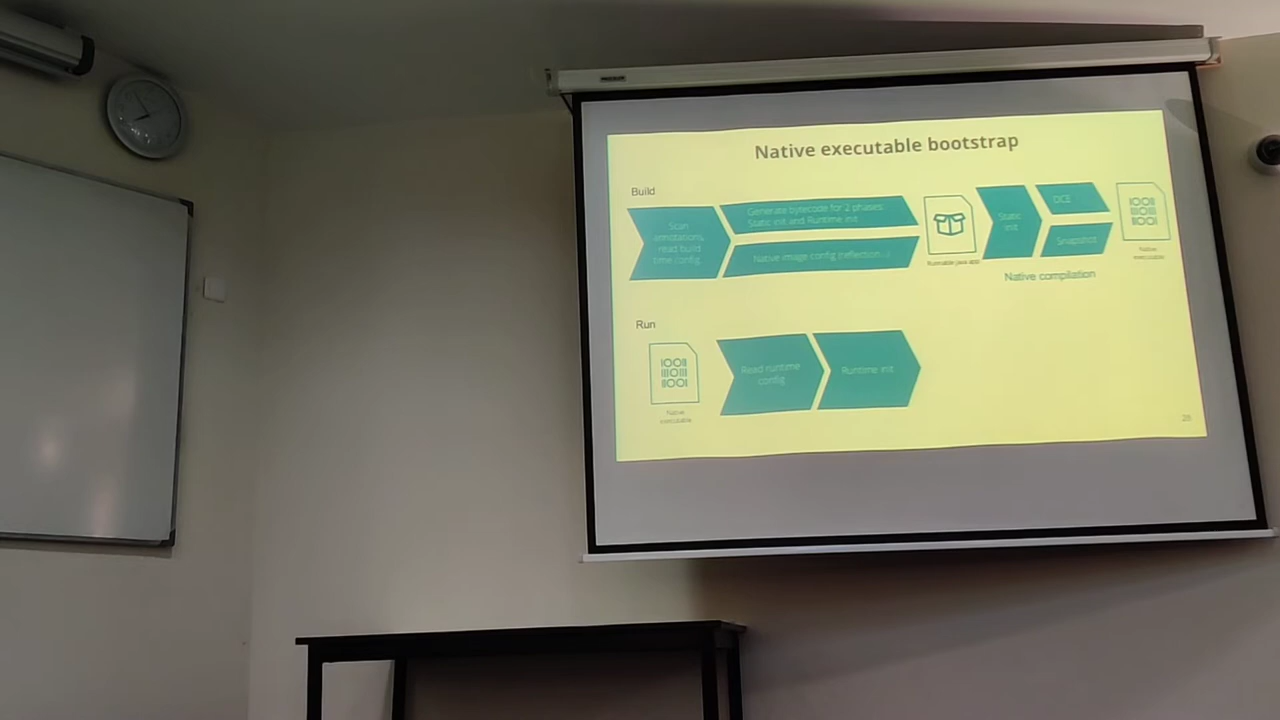 Native executable bootstrap
Build
Scan
annotations,
read build
time config
Generate bytecode for 2 phases:
Static init and Runtime init
Native image config (reflection...)
Runnable java app
Static
init
DCE
Snapshot
Native
executable
Native compilation
Run
Native
executable
Read runtime
config
Runtime init